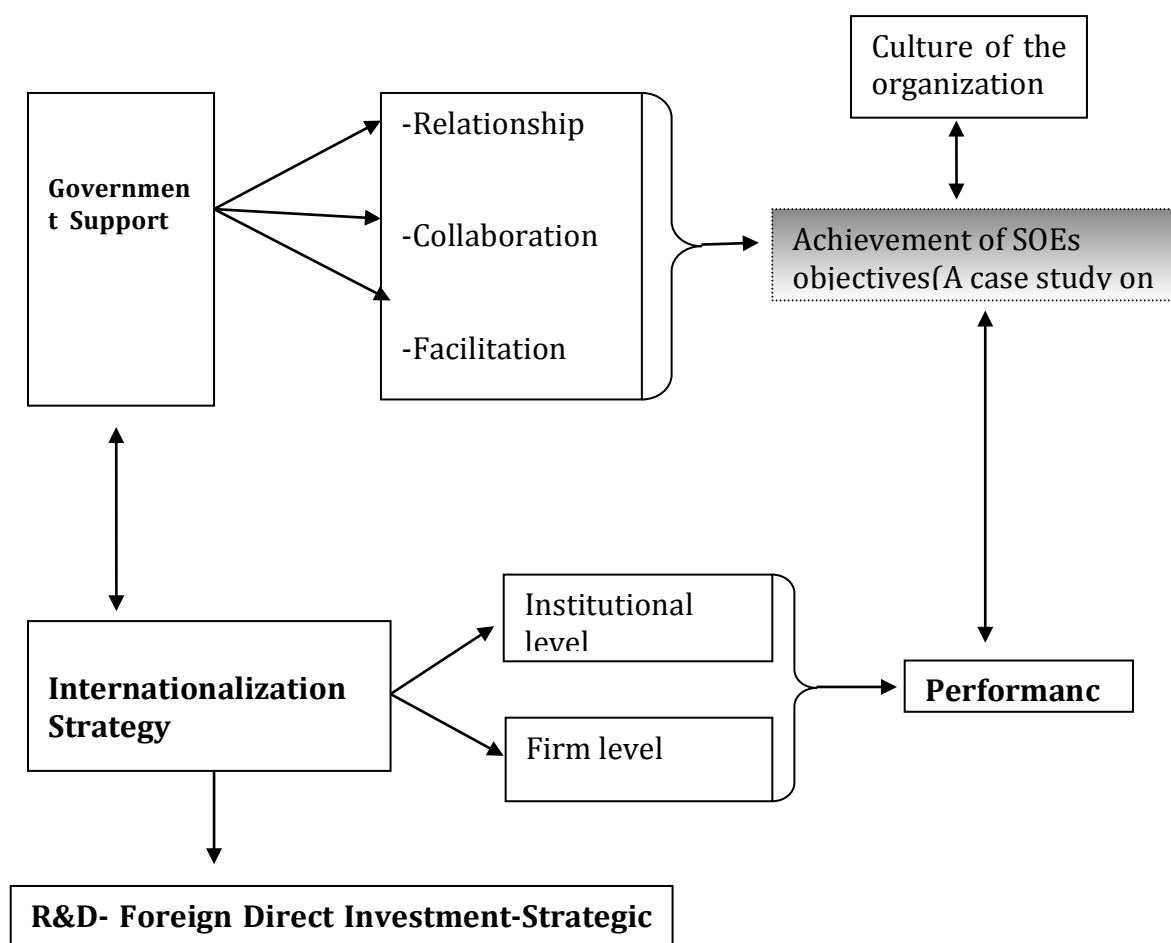 Culture of the
organization
Governmen
t Support
-Relationship
-Collaboration
-Facilitation
Achievement of SOEs
objectives(A case study on
Institutional
level
Internationalization
Strategy
Firm level
Performanc
R&D- Foreign Direct Investment-Strategic